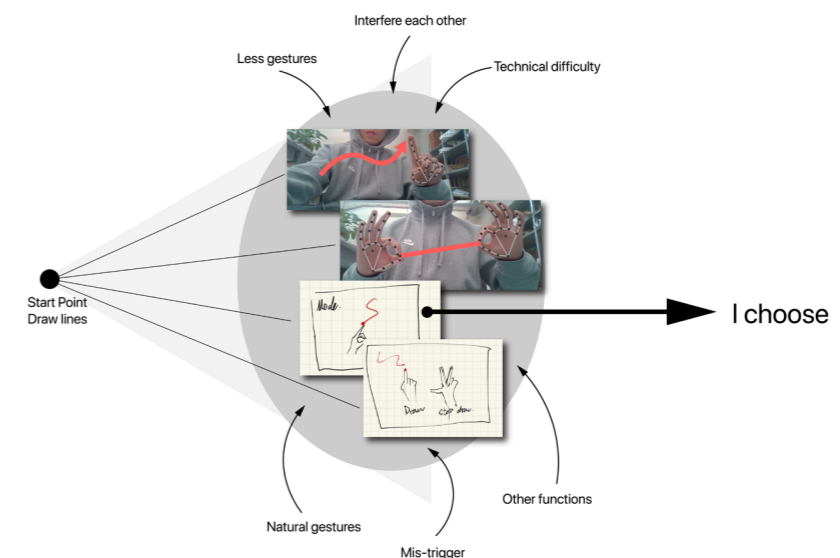 Interfere each other
Less gestures
Technical difficulty
Start Point
Draw lines
Mode.
I choose
Draw
stop draw
Other functions
Natural gestures
Mis-trigger